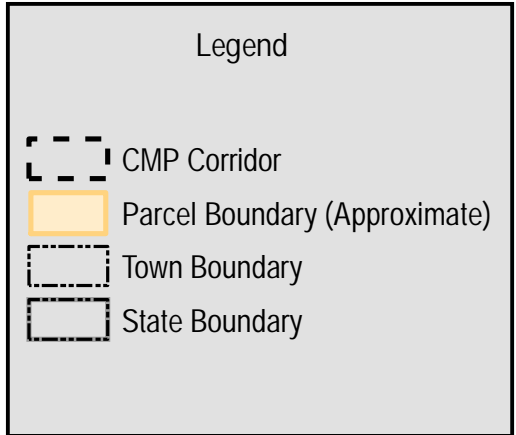 Legend
CMP Corridor
Parcel Boundary (Approximate)
Town Boundary
State Boundary